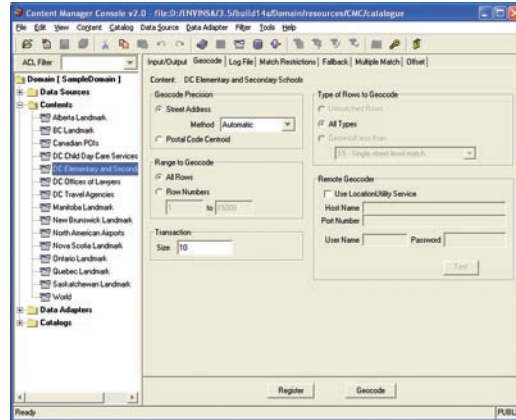 Content Manager Console v2.0 - file:D:/ENVINSA/3.5/build14a/Domain/resources/CMC/catalogue
File Edit View Content Catalog Data Source Data Adapter Filter Tools Help
ACL Filter
Input/Output Geocode Log File Match Restrictions Fallback Multiple Match Offset
Domain [ SampleDomain ]
Data Sources
Contents
Alberta Landmark
BC Landmark
Canadian POIs
DC Child Day Care Services
DC Elementary and Second
DC Offices of Lawyers
DC Travel Agencies
Manitoba Landmark
New Brunswick Landmark
North American Airports
Nova Scotia Landmark
Ontario Landmark
Quebec Landmark
Saskatchewan Landmark
World
Data Adapters
Catalogs
Content: DC Elementary and Secondary Schools
Geocode Precision
Street Address
Method Automatic
Postal Code Centroid
Range to Geocode
All Rows
Row Numbers
1 to 15000
Transaction
Size 10
Type of Rows to Geocode
Unmatched Rows
All Types
Georesult less than
S5 - Single street level match
Remote Geocoder
Use LocationUtility Service
Host Name
Port Number
User Name Password
Test
Register Geocode
Ready PUBLI